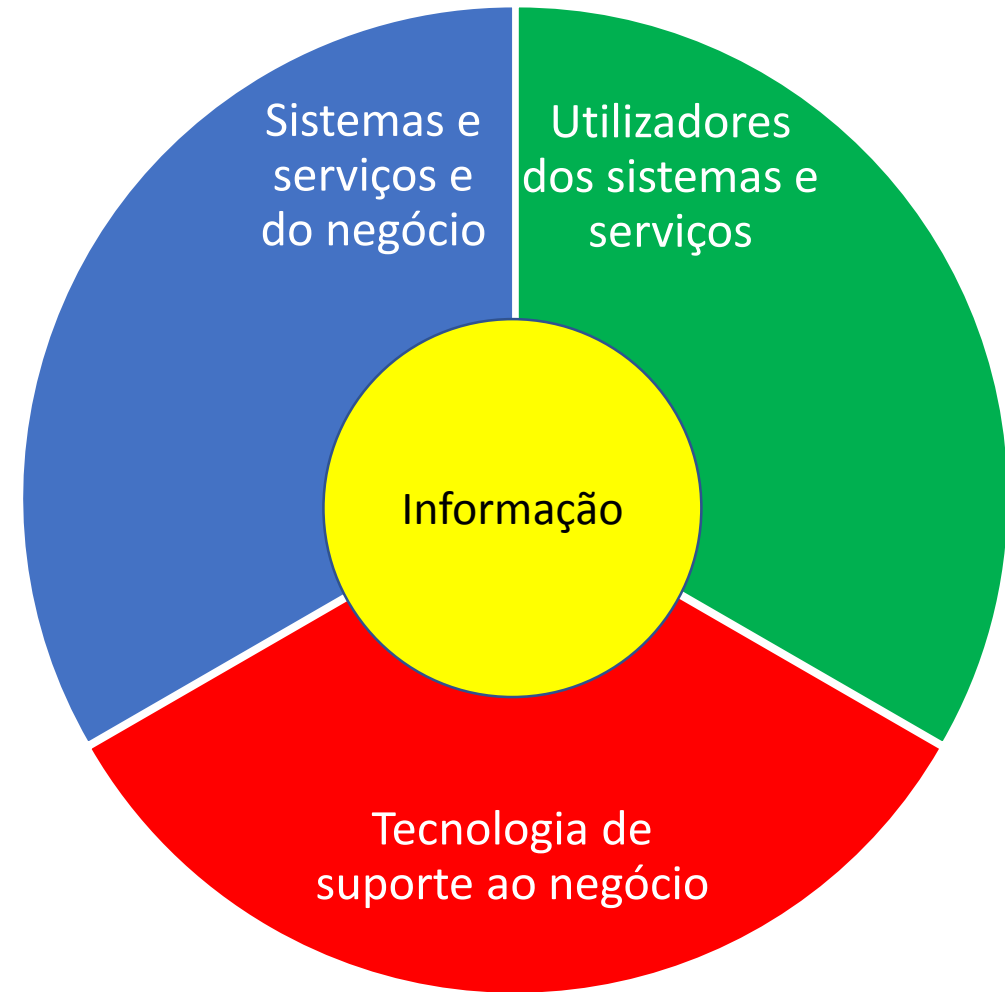 Sistemas e
serviços e
do negócio
Utilizadores
dos sistemas e
serviços
Informação
Tecnologia de
suporte ao negócio